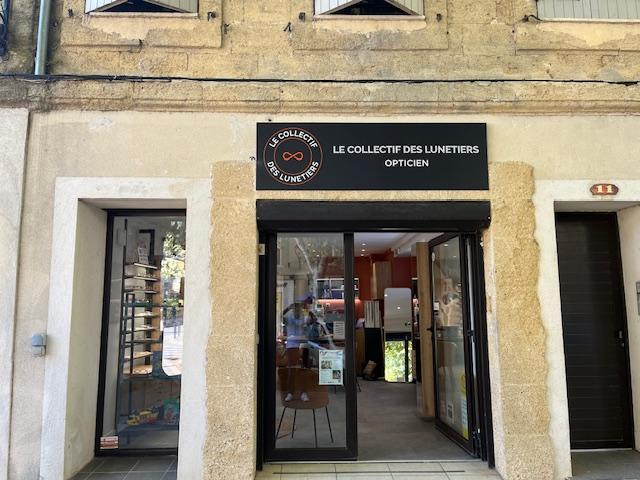 LE COLLECTIF
DES LUNETIERS
LE COLLECTIF DES LUNETIERS
OPTICIEN
11